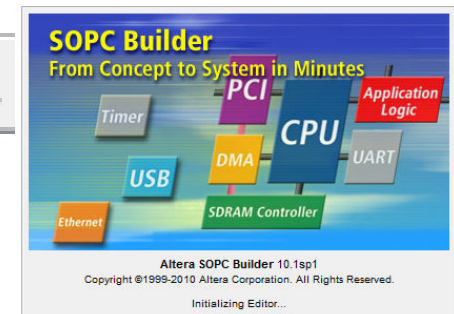 SOPC Builder
From Concept to System in Minutes
PCI
Application
Logic
Timer
CPU
DMA
UART
USB
SDRAM Controller
Ethernet
Altera SOPC Builder 10.1sp1
Copyright ©1999-2010 Altera Corporation. All Rights Reserved.
Initializing Editor...